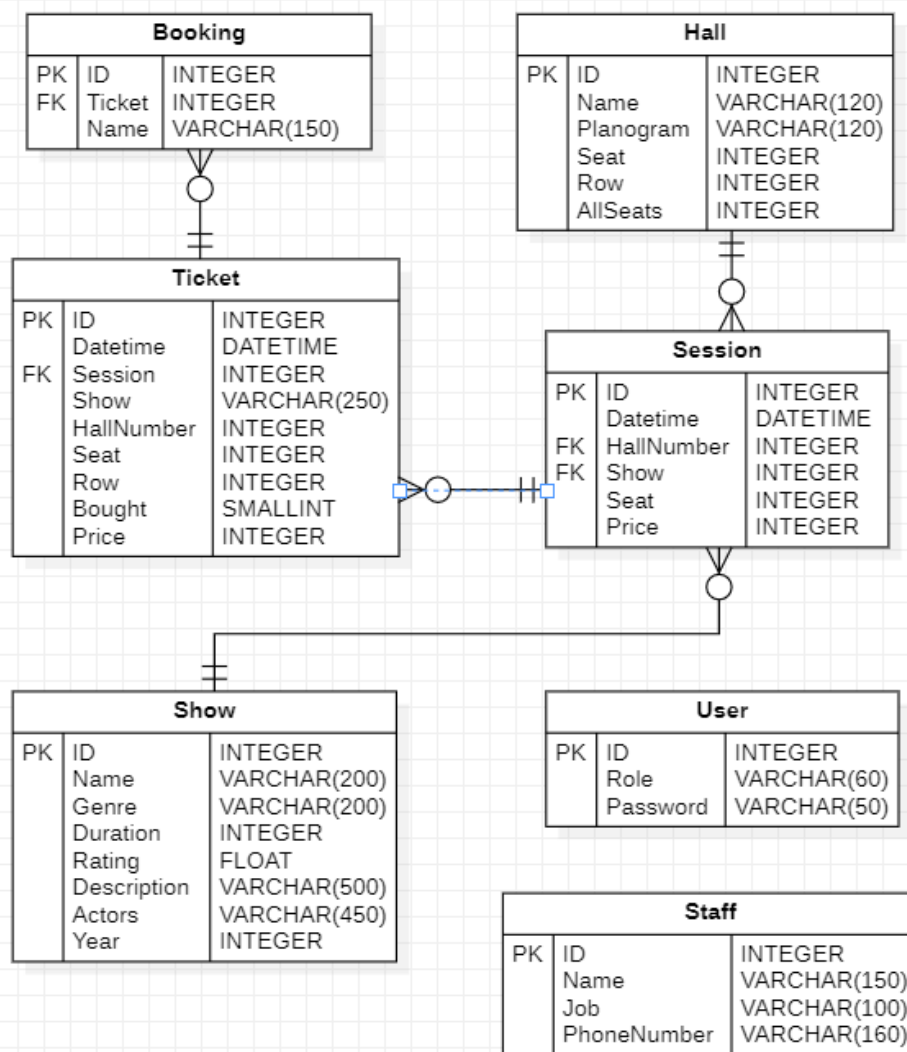 Booking
PK ID INTEGER
FK Ticket INTEGER
Name VARCHAR(150)
Hall
PK ID INTEGER
Name VARCHAR(120)
Planogram VARCHAR(120)
Seat INTEGER
Row INTEGER
AllSeats INTEGER
Ticket
PK ID INTEGER
Datetime DATETIME
FK Session INTEGER
Show VARCHAR(250)
HallNumber INTEGER
Seat INTEGER
Row INTEGER
Bought SMALLINT
Price INTEGER
Session
PK ID INTEGER
Datetime DATETIME
FK HallNumber INTEGER
FK Show INTEGER
Seat INTEGER
Price INTEGER
Show
PK ID INTEGER
Name VARCHAR(200)
Genre VARCHAR(200)
Duration INTEGER
Rating FLOAT
Description VARCHAR(500)
Actors VARCHAR(450)
Year INTEGER
User
PK ID INTEGER
Role VARCHAR(60)
Password VARCHAR(50)
Staff
PK ID INTEGER
Name VARCHAR(150)
Job VARCHAR(100)
PhoneNumber VARCHAR(160)